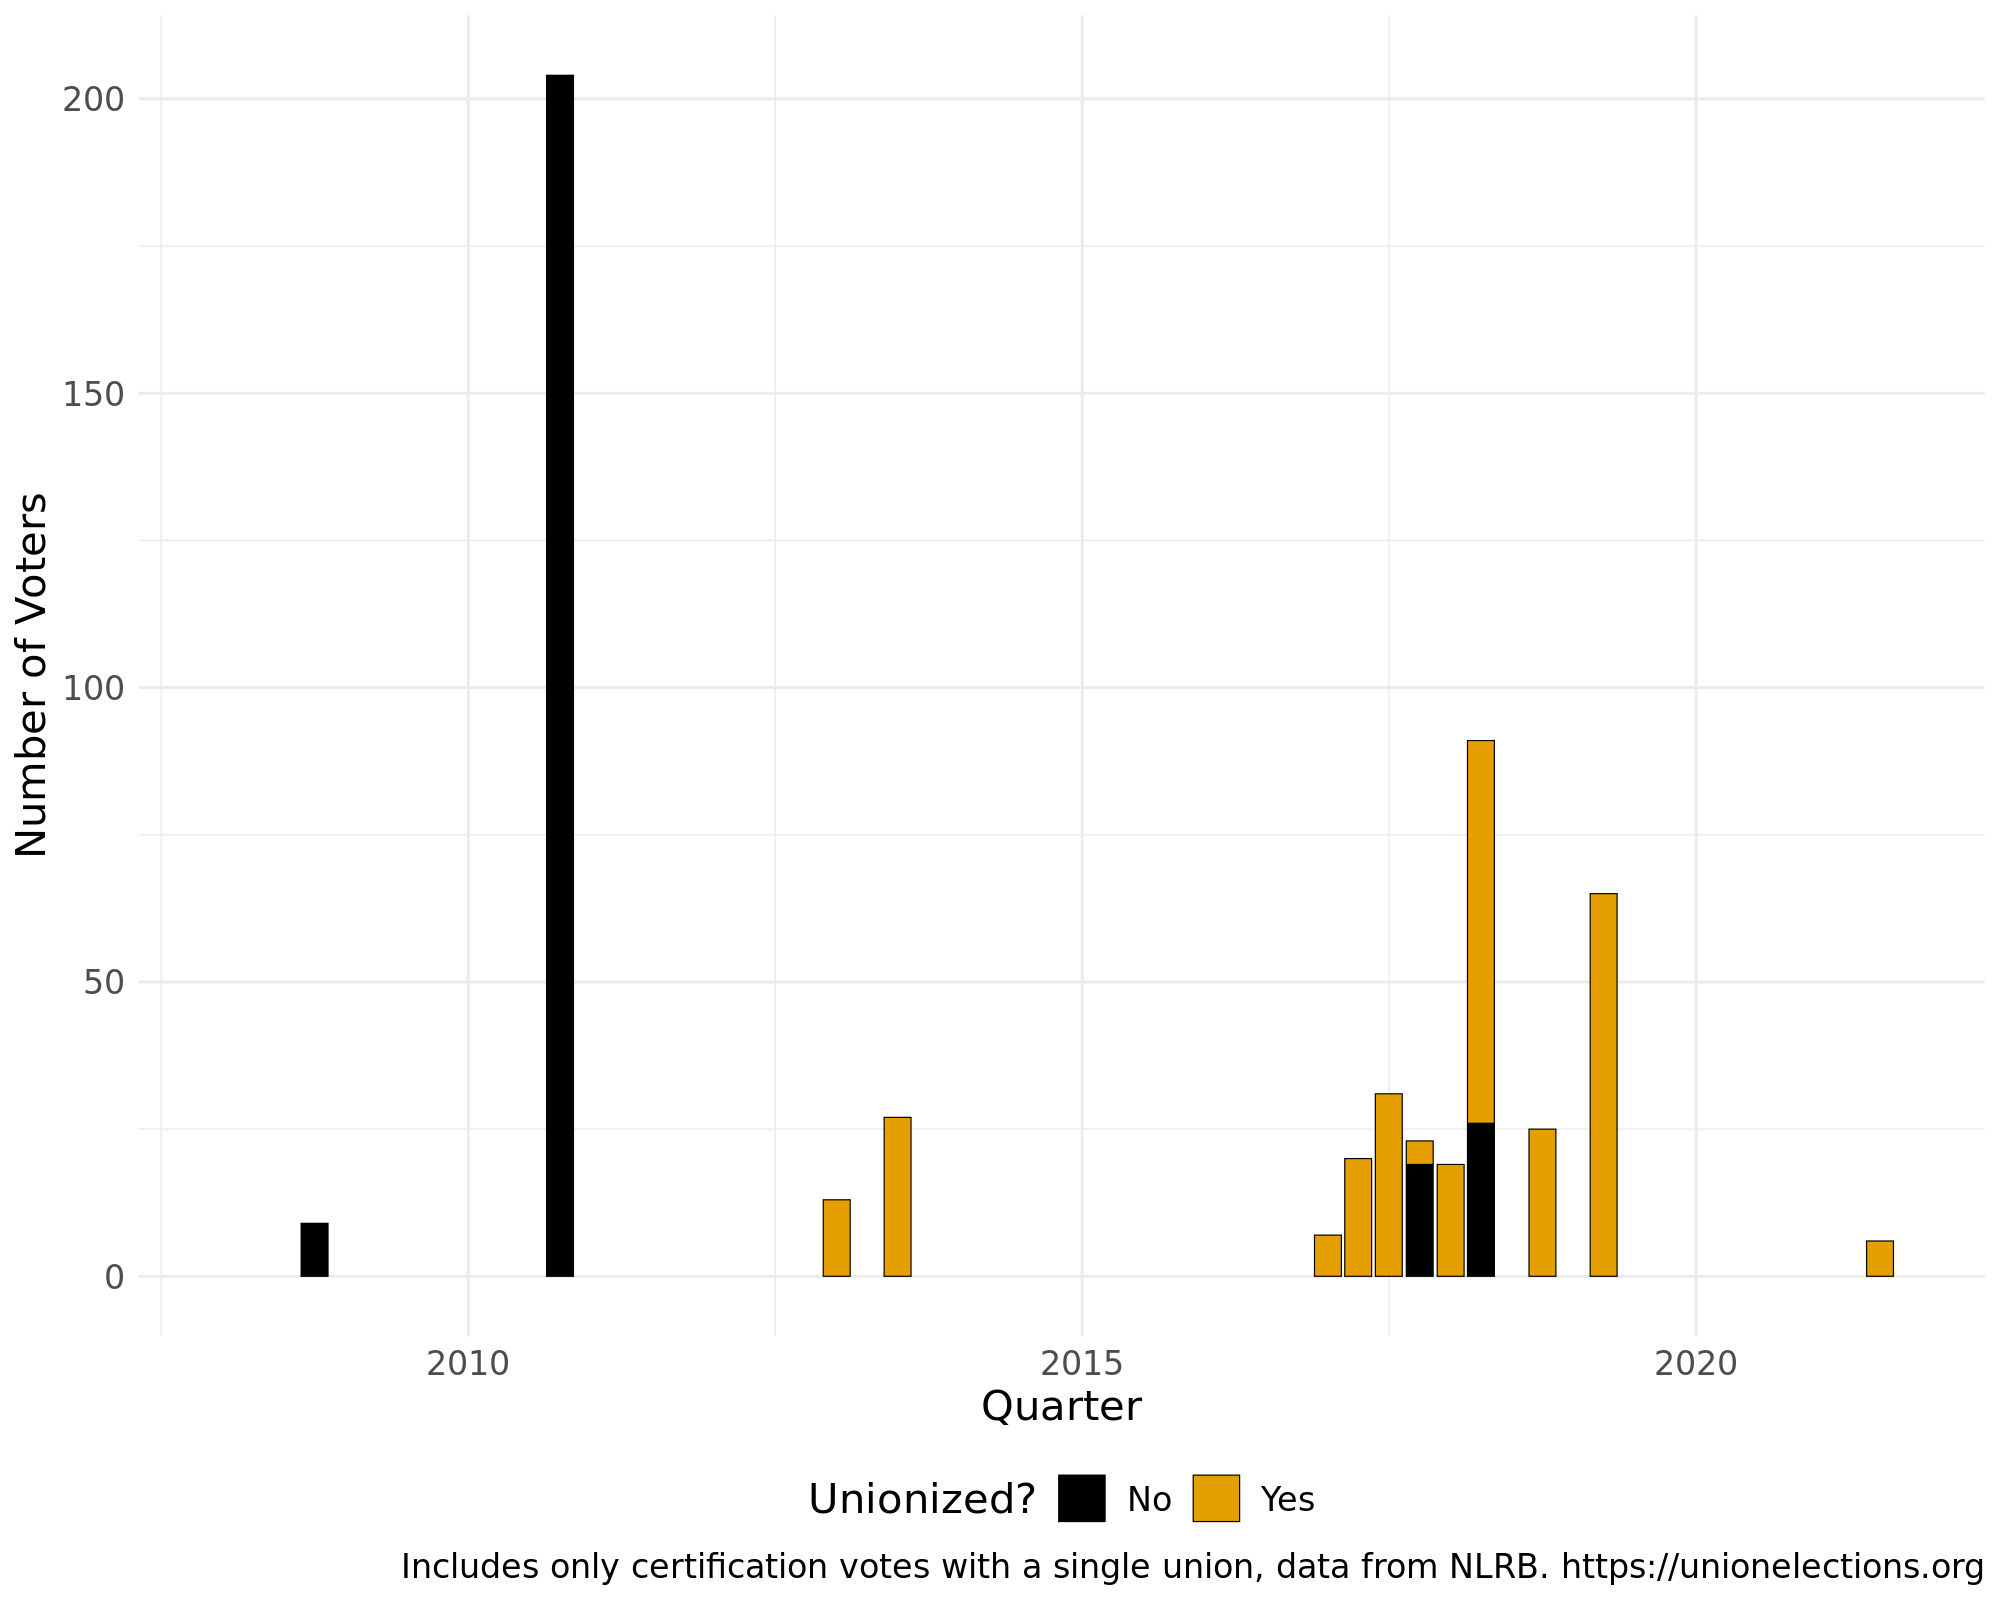 200
150
100
50
0
Number of Voters
2010 2015 2020
Quarter
Unionized? No Yes
Includes only certification votes with a single union, data from NLRB. https://unionelections.org